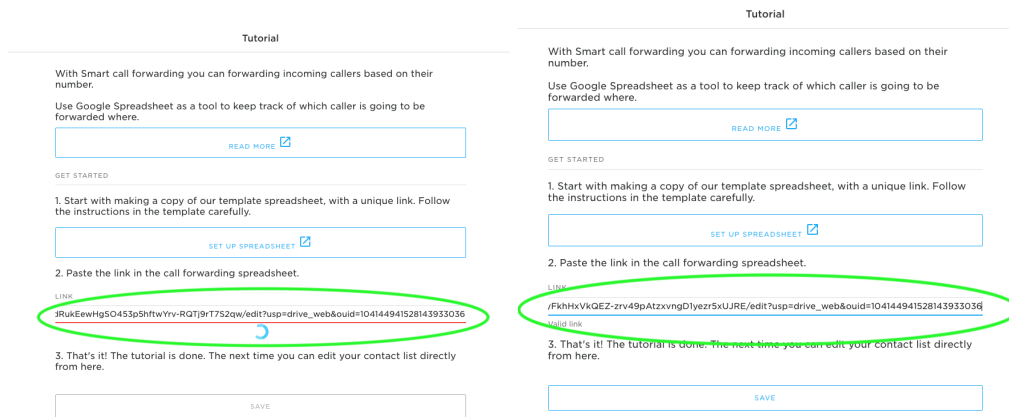 Tutorial
With Smart call forwarding you can forwarding incoming callers based on their
number.
Use Google Spreadsheet as a tool to keep track of which caller is going to be
forwarded where.
READ MORE
GET STARTED
1. Start with making a copy of our template spreadsheet, with a unique link. Follow
the instructions in the template carefully.
SET UP SPREADSHEET
2. Paste the link in the call forwarding spreadsheet.
LINK
dRukEewHgSO453p5hftwYrv-RQTj9rT7S2qw/edit?usp=drive_web&ouid=104144941528143933036
3. That's it! The tutorial is done. The next time you can edit your contact list directly
from here.
SAVE
Tutorial
With Smart call forwarding you can forwarding incoming callers based on their
number.
Use Google Spreadsheet as a tool to keep track of which caller is going to be
forwarded where.
READ MORE
GET STARTED
1. Start with making a copy of our template spreadsheet, with a unique link. Follow
the instructions in the template carefully.
SET UP SPREADSHEET
2. Paste the link in the call forwarding spreadsheet.
LINK
/FkhHxVkQEZ-zrv49pAtzxvngD1yezr5xUJRE/edit?usp=drive_web&ouid=104144941528143933036
Valid link
3. That's it! The tutorial is done. The next time you can edit your contact list directly
from here.
SAVE